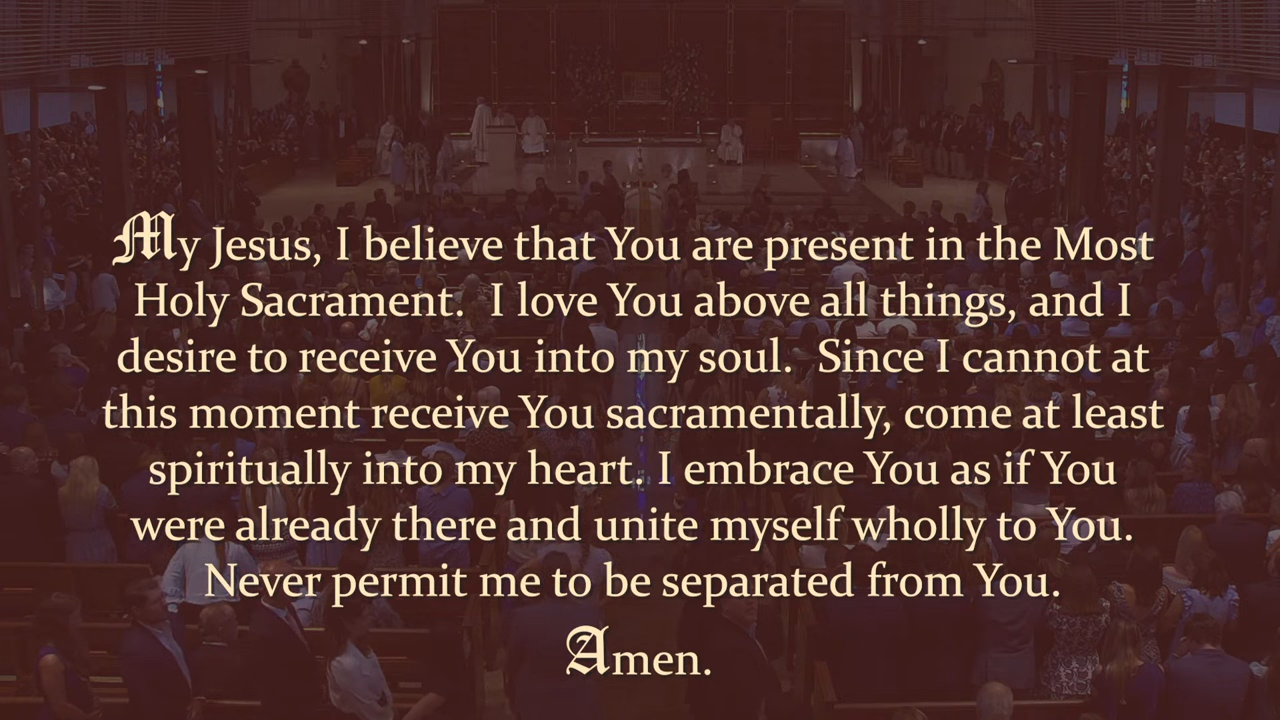 My Jesus, I believe that You are present in the Most
Holy Sacrament.  I love You above all things, and I
desire to receive You into my soul.  Since I cannot at
this moment receive You sacramentally, come at least
spiritually into my heart. I embrace You as if You
were already there and unite myself wholly to You.
Never permit me to be separated from You.
Amen.